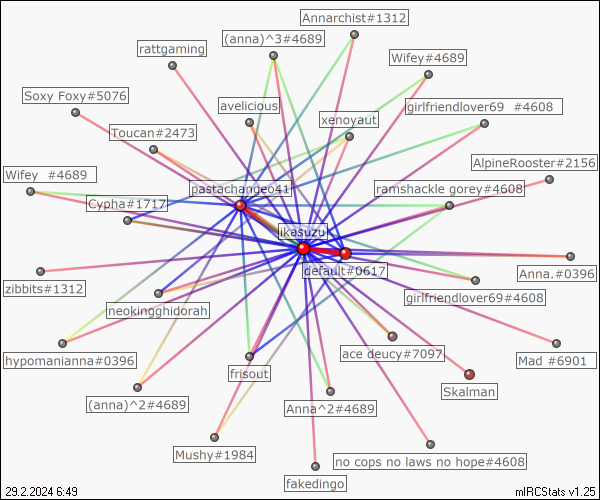 Annarchist#1312
(anna)^3#4689
rattgaming
Wifey#4689
Soxy Foxy#5076
avelicious
girlfriendlover69 #4608
xenoyaut
Toucan#2473
AlpineRooster#2156
Wifey #4689
pastachangeo41
ramshackle gorey#4608
Cypha#1717
likasuzu
default#0617
Anna.#0396
zibbits#1312
girlfriendlover69#4608
neokingghidorah
hypomanianna#0396
ace deucy#7097
Mad #6901
frisout
Skalman
(anna)^2#4689
Anna^2#4689
Mushy#1984
no cops no laws no hope#4608
fakedingo
29.2.2024 6:49
mIRCStats v1.25